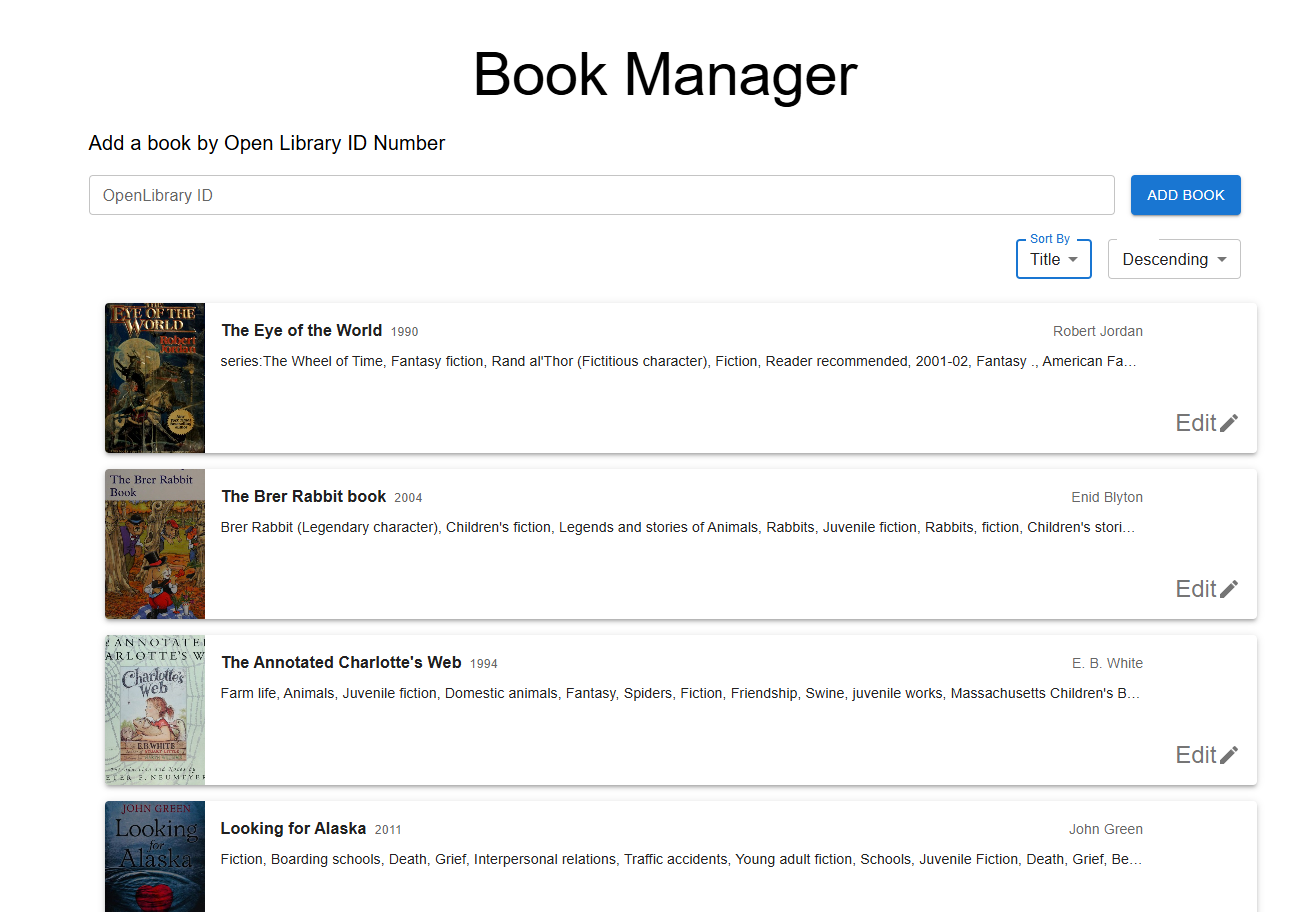 Book Manager
Add a book by Open Library ID Number
OpenLibrary ID
ADD BOOK
Sort By
Title
Descending
THE
EYE OF THE
WORLD
Robert
Jordan
The Eye of the World 1990
Robert Jordan
series:The Wheel of Time, Fantasy fiction, Rand al'Thor (Fictitious character), Fiction, Reader recommended, 2001-02, Fantasy ., American Fa…
Edit
The Brer Rabbit
Book
The Brer Rabbit book 2004
Enid Blyton
Brer Rabbit (Legendary character), Children's fiction, Legends and stories of Animals, Rabbits, Juvenile fiction, Rabbits, fiction, Children's stori…
Edit
ANNOTATE
ARLOTTE'S W
Charlotte's
Web
E.B. WHITE
ETER F. NEUMEYER
The Annotated Charlotte's Web 1994
E. B. White
Farm life, Animals, Juvenile fiction, Domestic animals, Fantasy, Spiders, Fiction, Friendship, Swine, juvenile works, Massachusetts Children's B…
Edit
JOHN GREEN
Looking
for
Alaska
Looking for Alaska 2011
John Green
Fiction, Boarding schools, Death, Grief, Interpersonal relations, Traffic accidents, Young adult fiction, Schools, Juvenile Fiction, Death, Grief, Be…